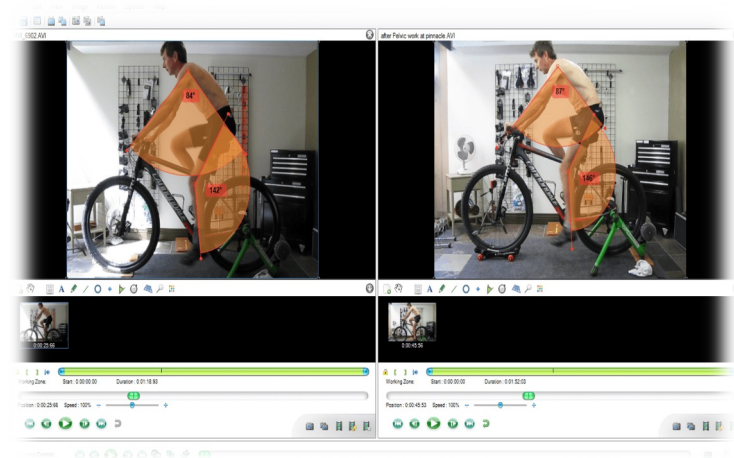 after Pelvic work at pinnacle.AVI
84°
142°
87°
146°
A
A
0:00:25:66
0:00:45:56
Working Zone: Start : 0:00:00:00 Duration : 0:01:18:93
Working Zone: Start : 0:00:00:00 Duration : 0:01:52:03
Position : 0:00:25:66 Speed : 100%
Position : 0:00:45:53 Speed : 100%